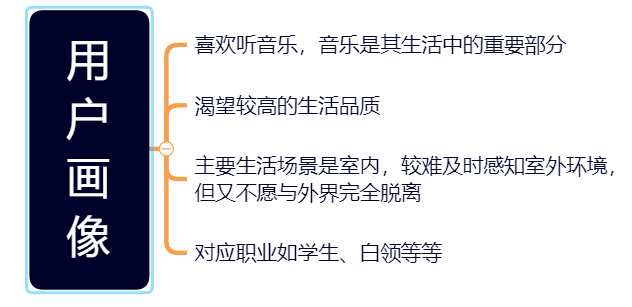 用户画像
喜欢听音乐，音乐是其生活中的重要部分
渴望较高的生活品质
主要生活场景是室内，较难及时感知室外环境，
但又不愿与外界完全脱离
对应职业如学生、白领等等